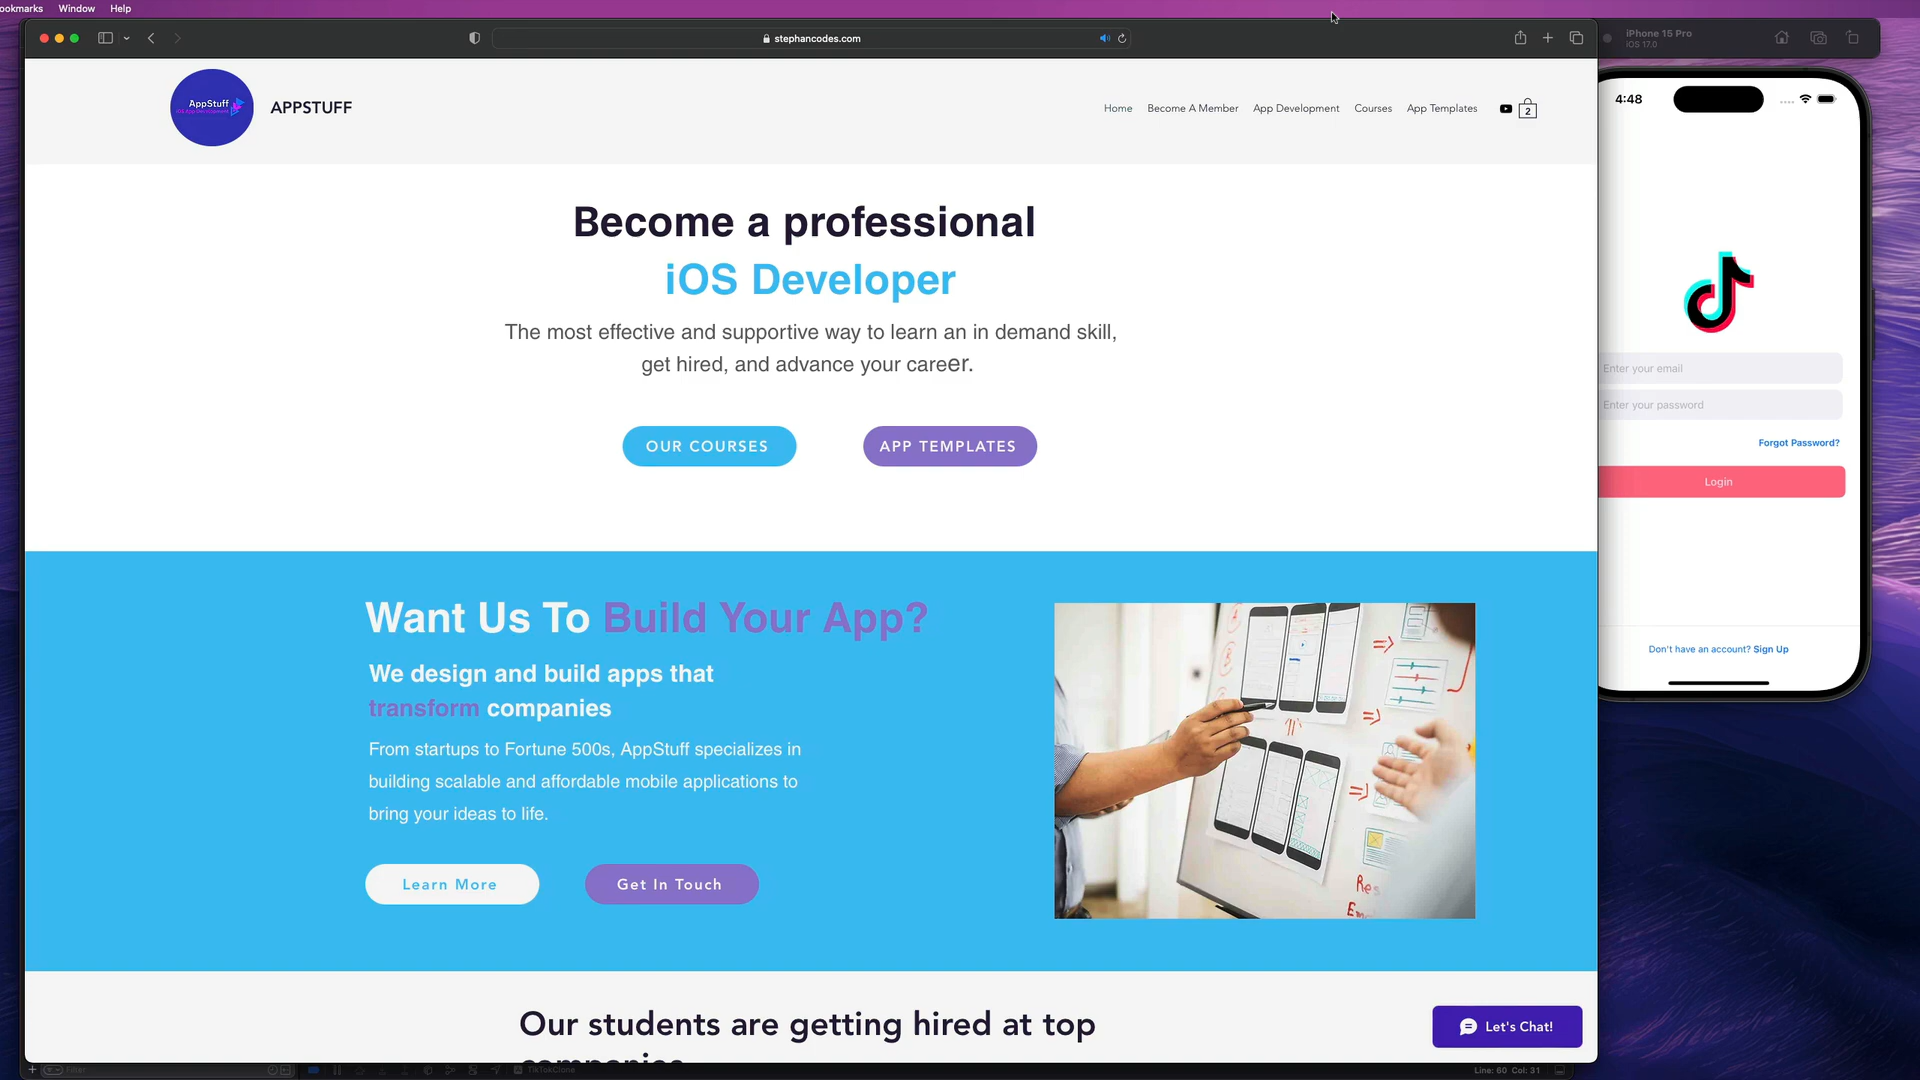 ookmarks Window Help
stephancodes.com
iPhone 15 Pro
iOS 17.0
AppStuff
APPSTUFF
Home Become A Member App Development Courses App Templates
2
4:48
Become a professional
iOS Developer
The most effective and supportive way to learn an in demand skill,
get hired, and advance your career.
OUR COURSES APP TEMPLATES
Enter your email
Enter your password
Forgot Password?
Login
Don't have an account? Sign Up
Want Us To Build Your App?
We design and build apps that
transform companies
From startups to Fortune 500s, AppStuff specializes in
building scalable and affordable mobile applications to
bring your ideas to life.
Learn More Get In Touch
Our students are getting hired at top
companies
Let's Chat!
Filter
TikTokClone
Line: 60 Col: 31